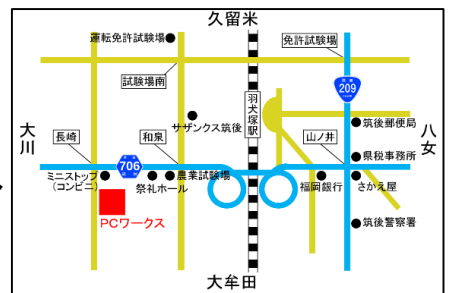 久留米
運転免許試験場
免許試験場
試験場南
209
羽犬塚駅
サザンクス筑後
筑後郵便局
大川
八女
長崎
和泉
山ノ井
706
県税事務所
ミニストップ
(コンビニ)
祭礼ホール
農業試験場
福岡銀行
さかえ屋
PCワークス
筑後警察署
大牟田